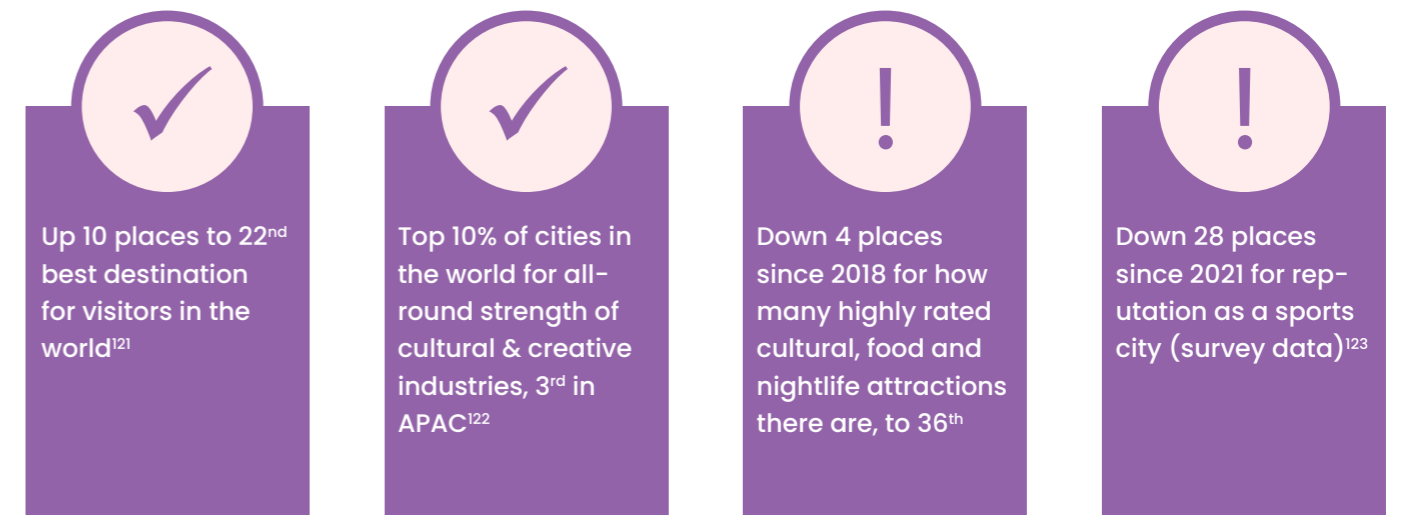 Up 10 places to 22nd
best destination
for visitors in the
world121
Top 10% of cities in
the world for all-
round strength of
cultural & creative
industries, 3rd in
APAC122
!
Down 4 places
since 2018 for how
many highly rated
cultural, food and
nightlife attractions
there are, to 36th
!
Down 28 places
since 2021 for rep-
utation as a sports
city (survey data)123